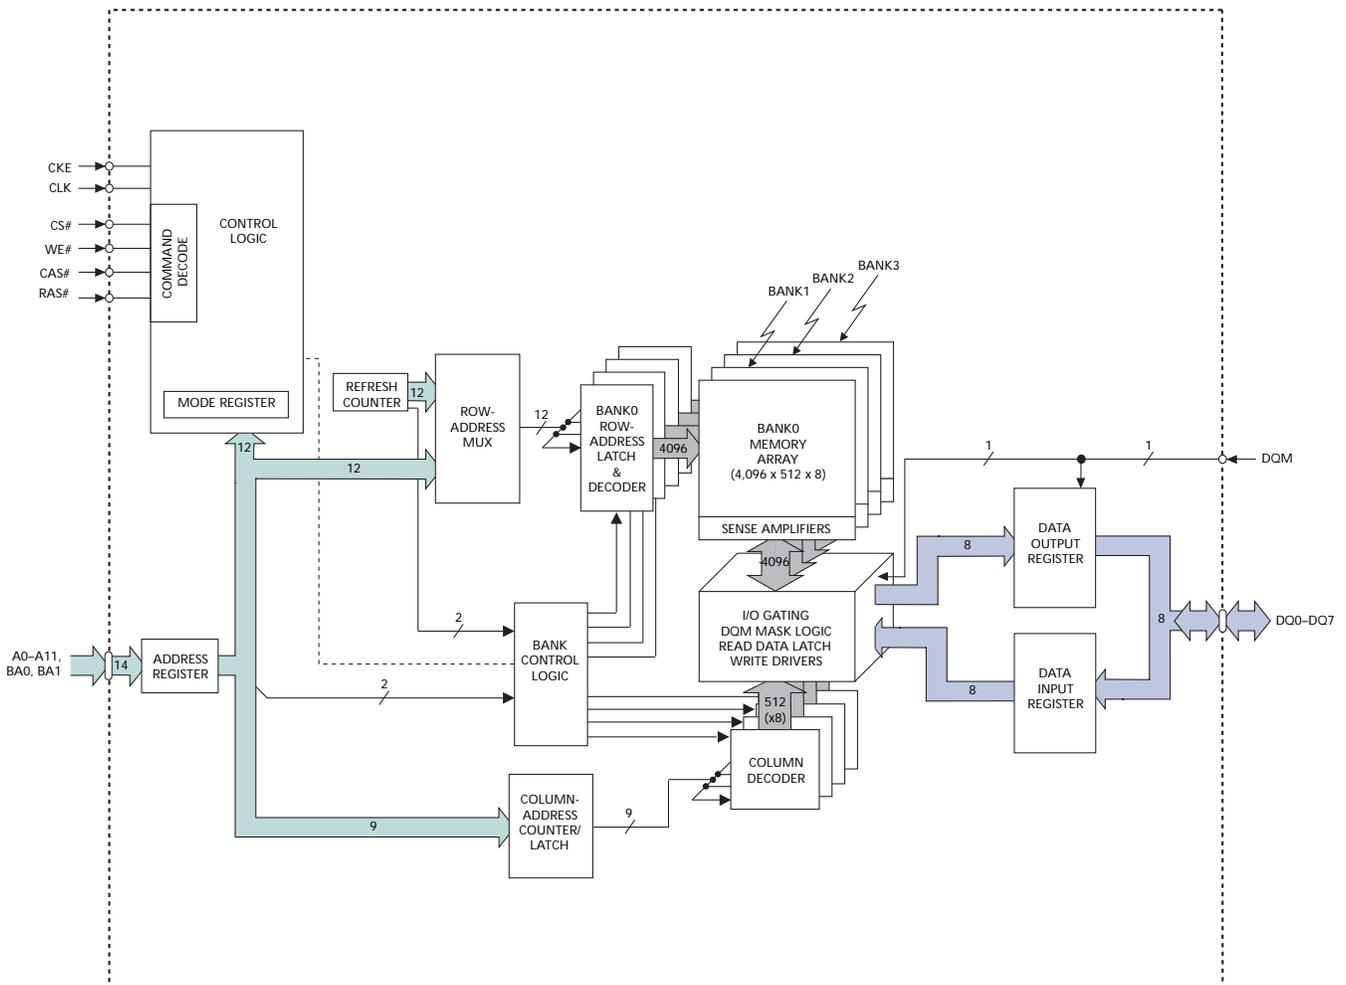 BANK3
BANK2
BANK1
CKE
CLK
CS#
WE#
CAS#
RAS#
COMMAND
DECODE
CONTROL
LOGIC
MODE REGISTER
12
12
REFRESH
COUNTER
12
ROW-
ADDRESS
MUX
12
BANK0
ROW-
ADDRESS
LATCH
&
DECODER
4096
BANK0
MEMORY
ARRAY
(4,096 x 512 x 8)
SENSE AMPLIFIERS
4096
1
1
DQM
DATA
OUTPUT
REGISTER
8
8
DQ0–DQ7
DATA
INPUT
REGISTER
8
I/O GATING
DQM MASK LOGIC
READ DATA LATCH
WRITE DRIVERS
A0–A11,
BA0, BA1
14
ADDRESS
REGISTER
2
2
BANK
CONTROL
LOGIC
512
(x8)
COLUMN
DECODER
9
COLUMN-
ADDRESS
COUNTER/
LATCH
9